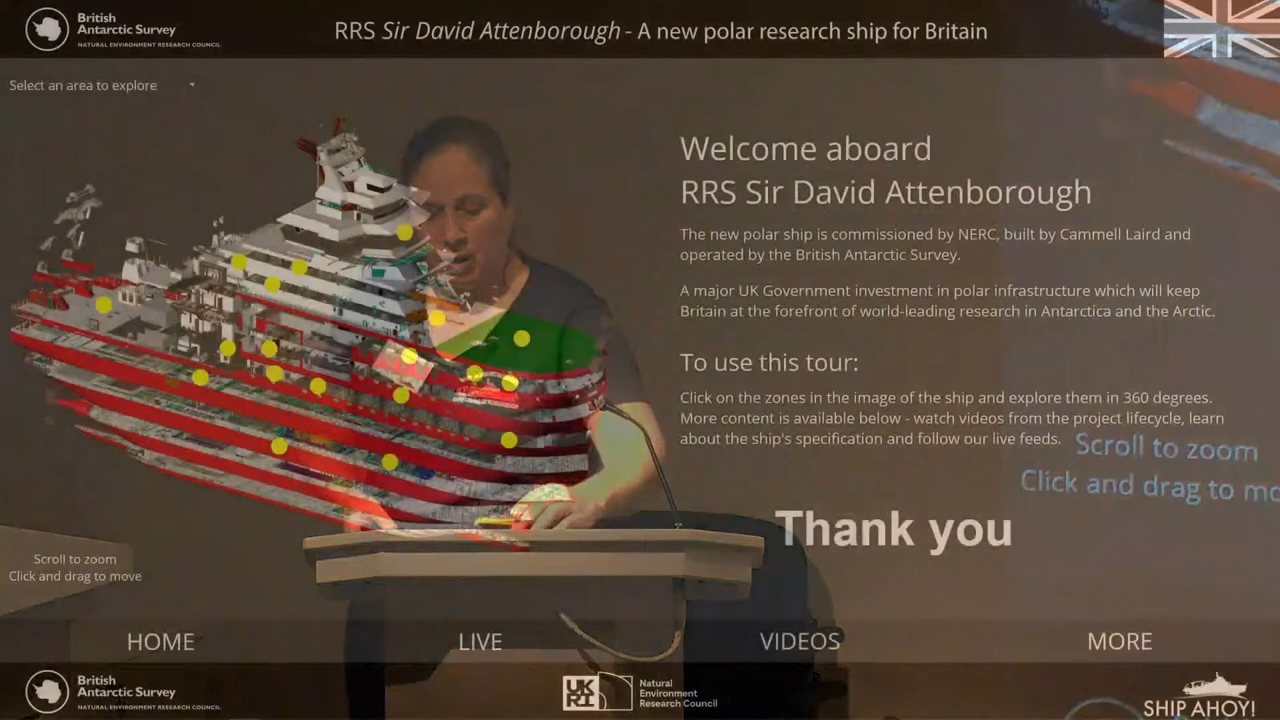 British
Antarctic Survey
NATURAL ENVIRONMENT RESEARCH COUNCIL
RRS Sir David Attenborough - A new polar research ship for Britain
Select an area to explore
Welcome aboard
RRS Sir David Attenborough
The new polar ship is commissioned by NERC, built by Cammell Laird and
operated by the British Antarctic Survey.
A major UK Government investment in polar infrastructure which will keep
Britain at the forefront of world-leading research in Antarctica and the Arctic.
To use this tour:
Click on the zones in the image of the ship and explore them in 360 degrees.
More content is available below - watch videos from the project lifecycle, learn
about the ship's specification and follow our live feeds.
Scroll to zoom
Click and drag to mo
Thank you
Scroll to zoom
Click and drag to move
HOME
LIVE
VIDEOS
MORE
British
Antarctic Survey
NATURAL ENVIRONMENT RESEARCH COUNCIL
UK
RI
Natural
Environment
Research Council
SHIP AHOY!